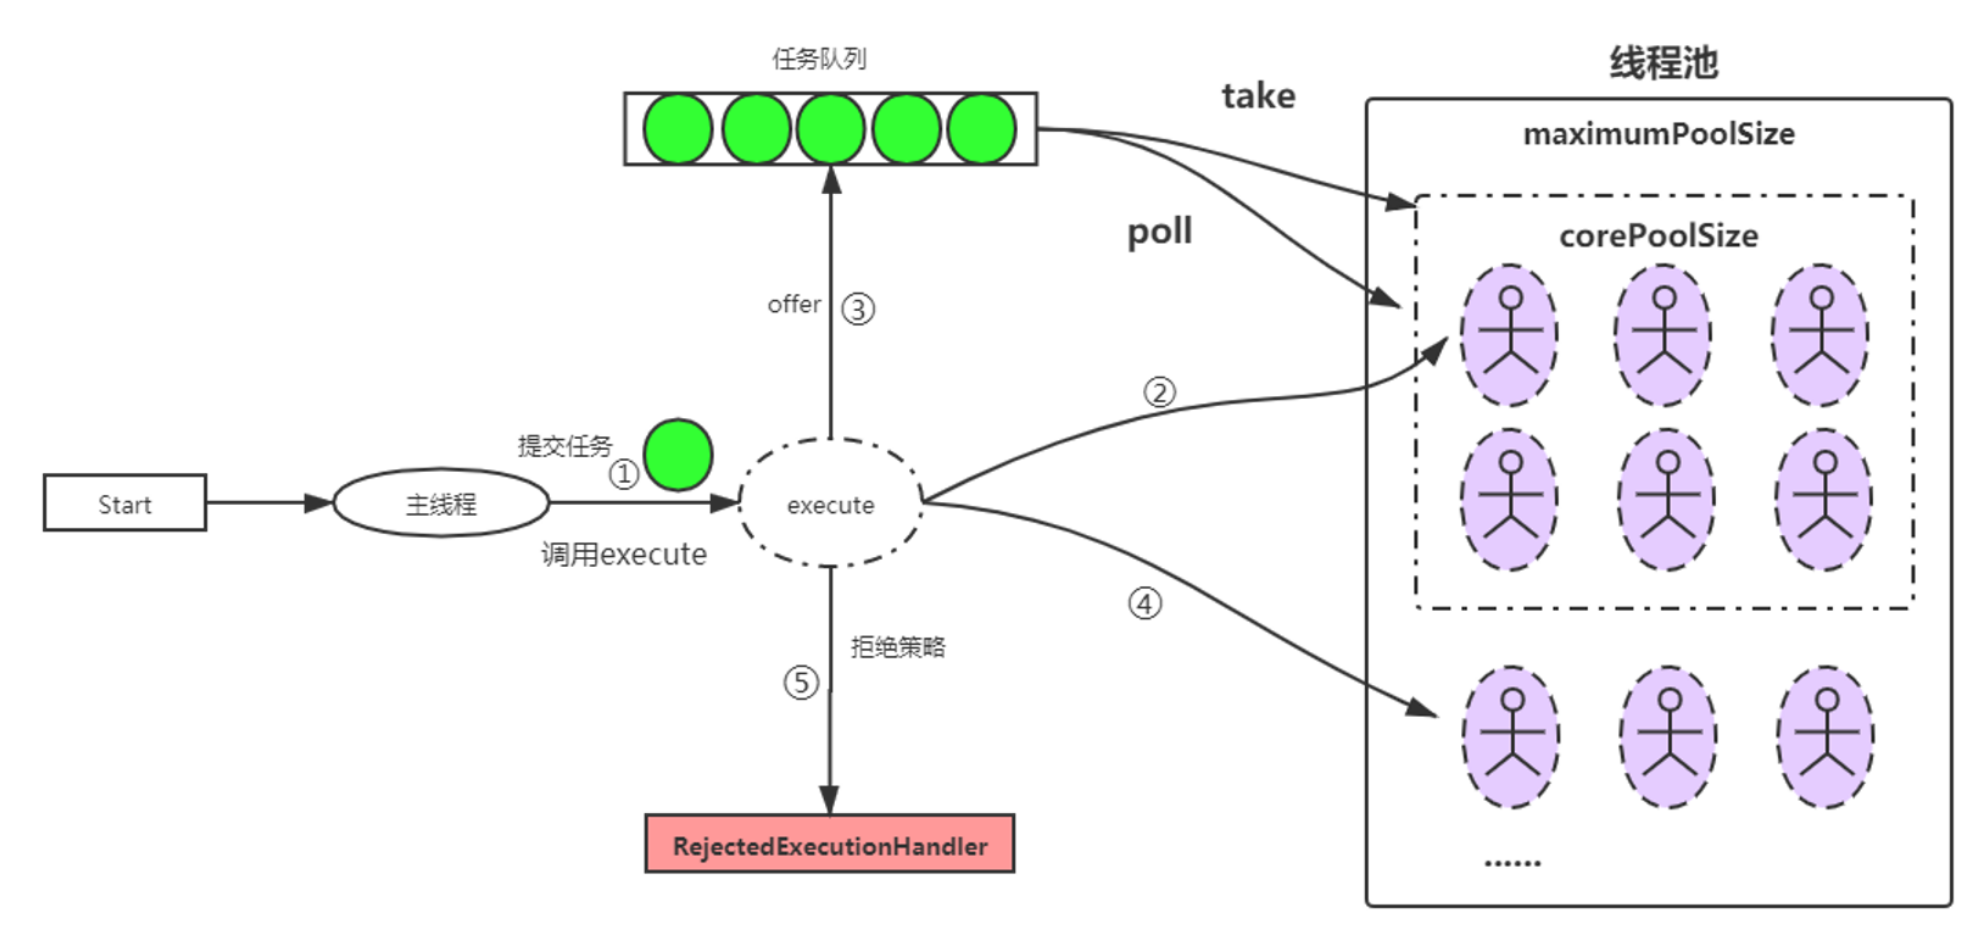 任务队列
线程池
take
maximumPoolSize
poll
corePoolSize
offer
③
②
提交任务
①
Start
主线程
execute
调用execute
④
拒绝策略
⑤
RejectedExecutionHandler
······